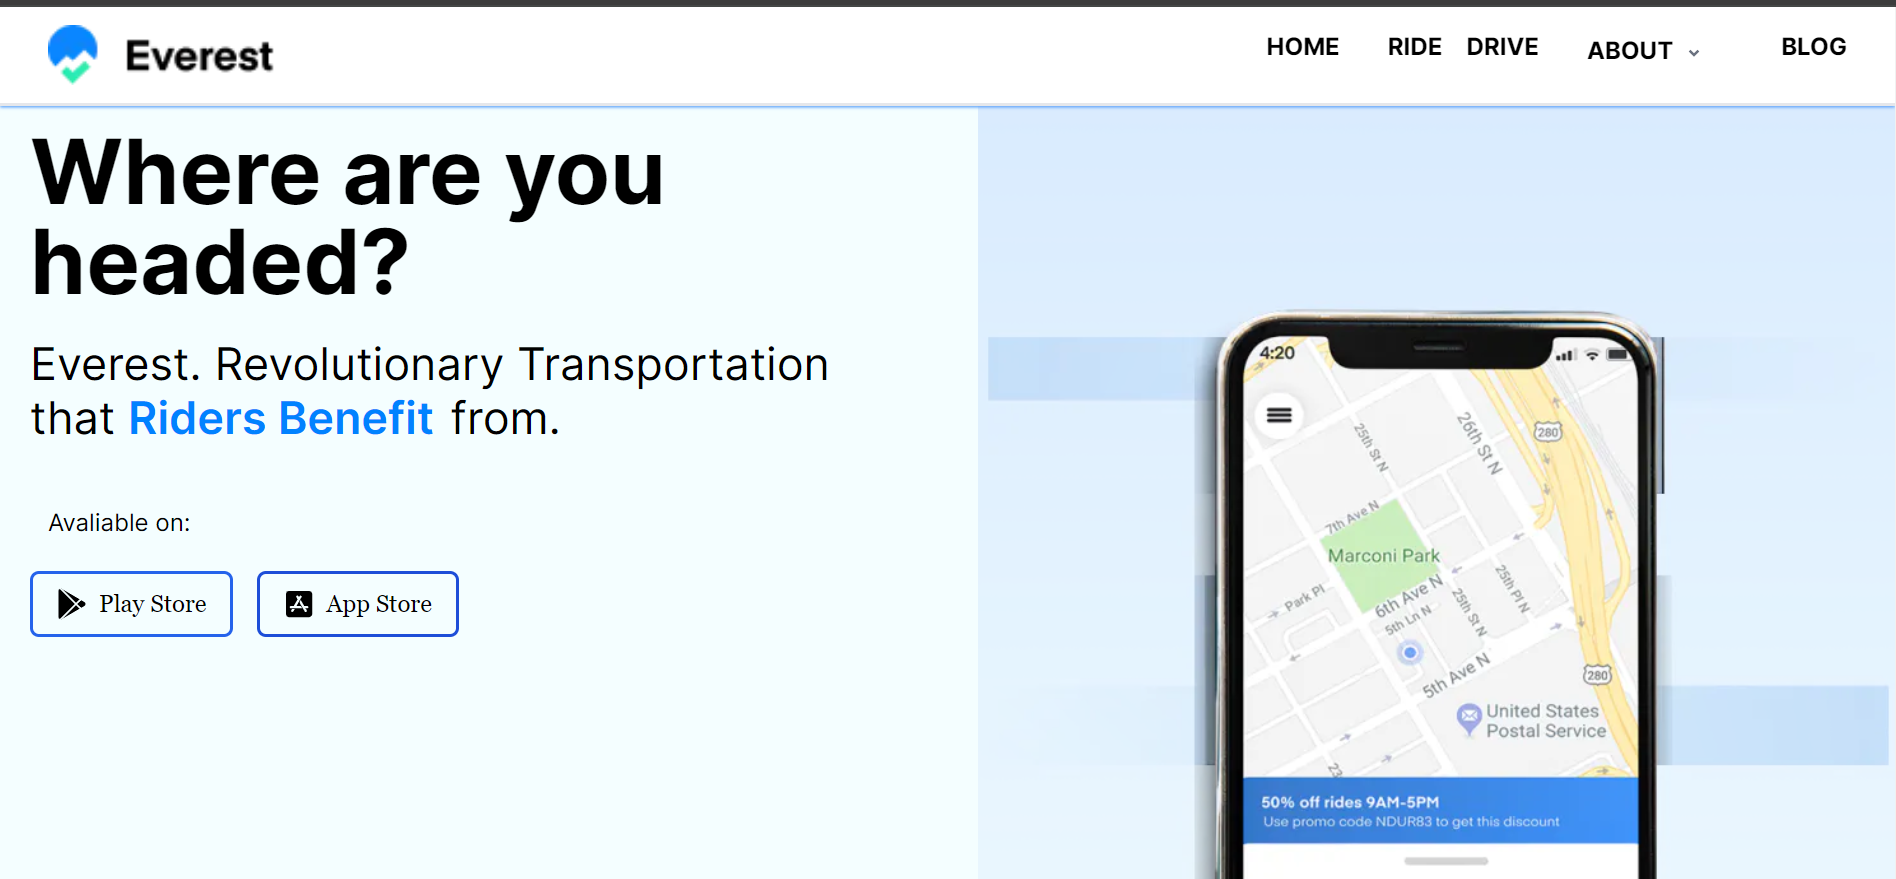 Everest
HOME RIDE DRIVE ABOUT BLOG
Where are you
headed?
Everest. Revolutionary Transportation
that Riders Benefit from.
Avaliable on:
Play Store
App Store
4:20
26th St N
25th St N
280
7th Ave N
Marconi Park
6th Ave N
Park Pl
5th Ln N
25th St N
25th Pl N
5th Ave N
280
United States
Postal Service
23
50% off rides 9AM-5PM
Use promo code NDUR83 to get this discount